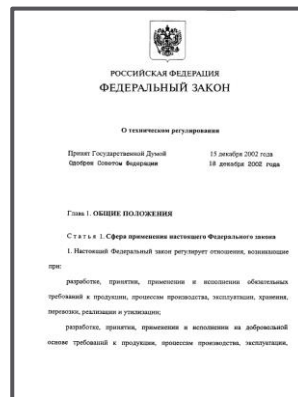 РОССИЙСКАЯ ФЕДЕРАЦИЯ
ФЕДЕРАЛЬНЫЙ ЗАКОН
О техническом регулировании
Принят Государственной Думой 15 декабря 2002 года
Одобрен Советом Федерации 18 декабря 2002 года
Глава 1. ОБЩИЕ ПОЛОЖЕНИЯ
Статья 1. Сфера применения настоящего Федерального закона
1. Настоящий Федеральный закон регулирует отношения, возникающие
при:
разработке, принятии, применении и исполнении обязательных
требований к продукции, процессам производства, эксплуатации, хранения,
перевозки, реализации и утилизации;
разработке, принятии, применении и исполнении на добровольной
основе требований к продукции, процессам производства, эксплуатации,